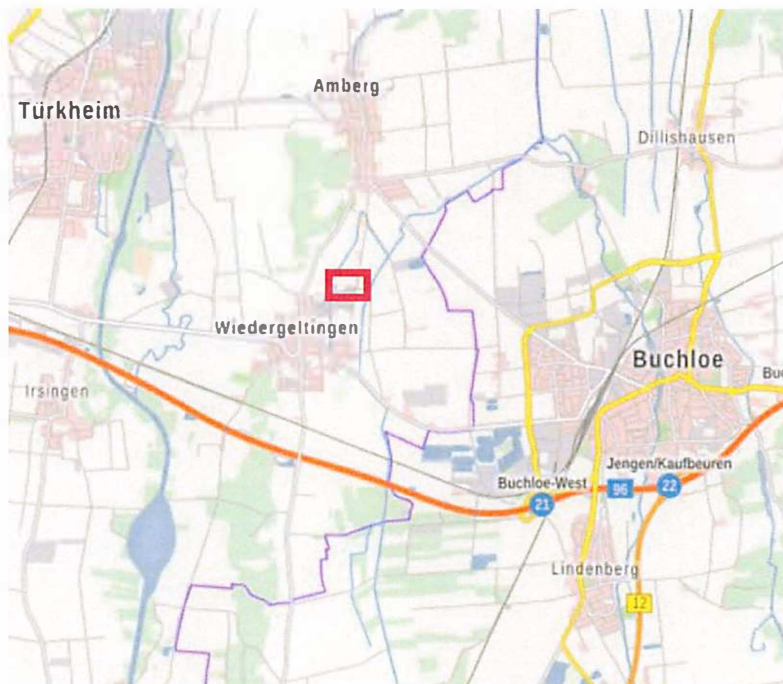 Amberg
Türkheim
Dillishausen
Wiedergeltingen
Buchloe
Irsingen
Jengen/Kaufbeuren
Buchloe-West
96
22
21
Lindenberg
12